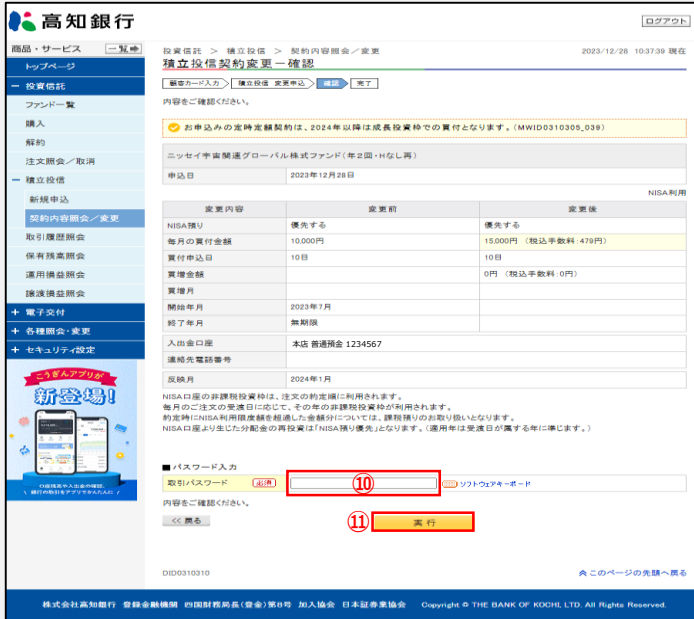 高知銀行
ログアウト
商品・サービス 一覧
トップページ
− 投資信託
ファンド一覧
購入
解約
注文照会／取消
− 積立投信
新規申込
契約内容照会／変更
取引履歴照会
保有残高照会
運用損益照会
譲渡損益照会
+ 電子交付
+ 各種照会・変更
+ セキュリティ設定
こうぎんアプリが
新登場!
口座残高や入出金の確認、
銀行の取引をアプリでかんたんに
投資信託 > 積立投信 > 契約内容照会／変更
2023/12/28 10:37:39 現在
積立投信契約変更－確認
顧客カード入力 積立投信 変更申込 確認 完了
内容をご確認ください。
お申込みの定時定額契約は、2024年以降は成長投資枠での買付となります。(MWID0310305_039)
ニッセイ宇宙関連グローバル株式ファンド(年2回・Hなし再)
申込日 2023年12月28日
NISA利用
変更内容 変更前 変更後
NISA預り 優先する 優先する
毎月の買付金額 10,000円 15,000円 (税込手数料:479円)
買付申込日 10日 10日
買増金額 0円 (税込手数料:0円)
買増月
開始年月 2023年7月
終了年月 無期限
入出金口座 本店 普通預金 1234567
連絡先電話番号
反映月 2024年1月
NISA口座の非課税投資枠は、注文の約定順に利用されます。
毎月のご注文の受渡日に応じて、その年の非課税投資枠が利用されます。
約定時にNISA利用限度額を超過した金額分については、課税預りのお取り扱いとなります。
NISA口座より生じた分配金の再投資は「NISA預り優先」となります。(適用年は受渡日が属する年に準じます。)
■パスワード入力
取引パスワード 必須 ⑩ ソフトウェアキーボード
内容をご確認ください。
<< 戻る ⑪ 実行
DID0310310
このページの先頭へ戻る
株式会社高知銀行 登録金融機関 四国財務局長(登金)第8号 加入協会 日本証券業協会 Copyright © THE BANK OF KOCHI, LTD. All Rights Reserved.